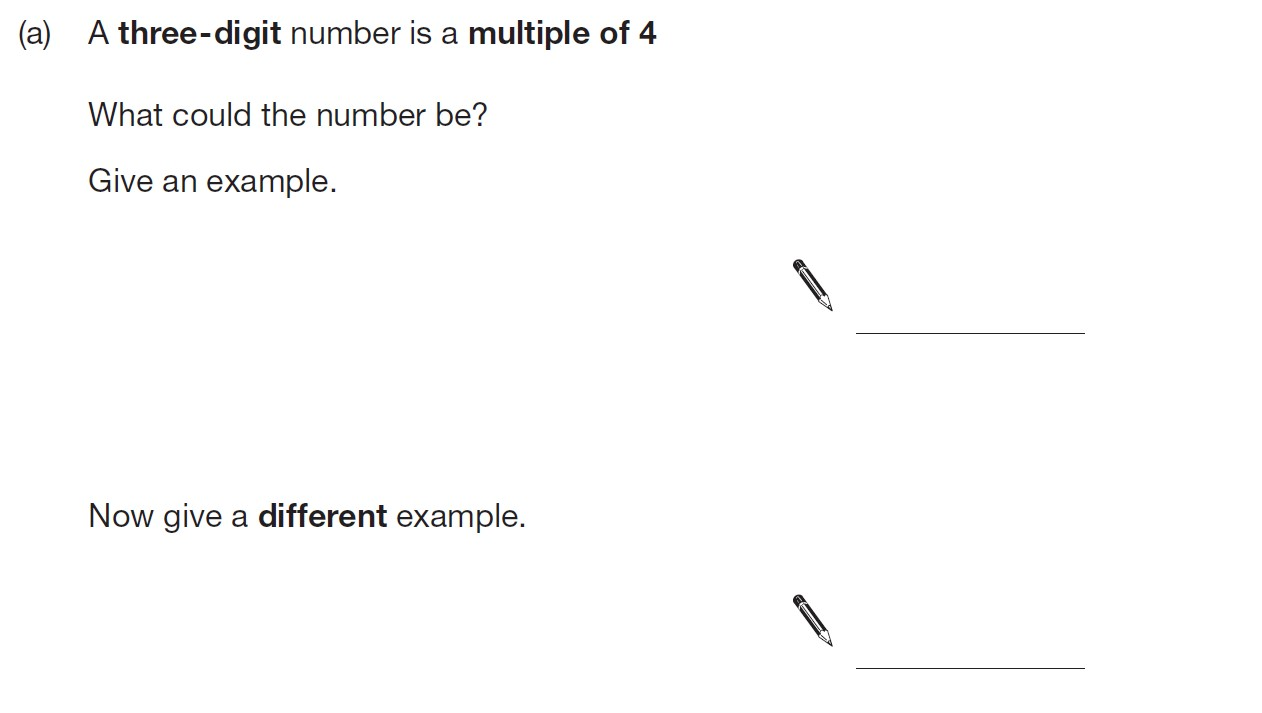 (a) A three-digit number is a multiple of 4
What could the number be?
Give an example.
Now give a different example.